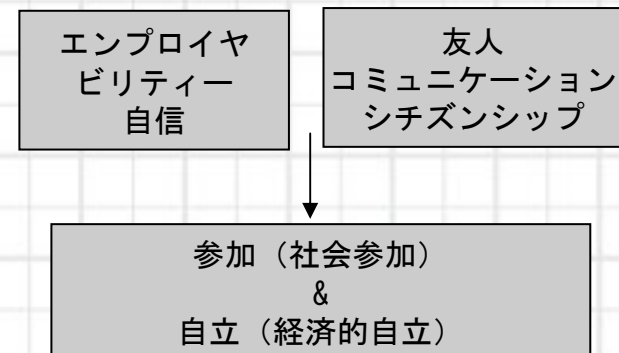 エンプロイヤ
ビリティー
自信
友人
コミュニケーション
シチズンシップ
参加（社会参加）
&
自立（経済的自立）